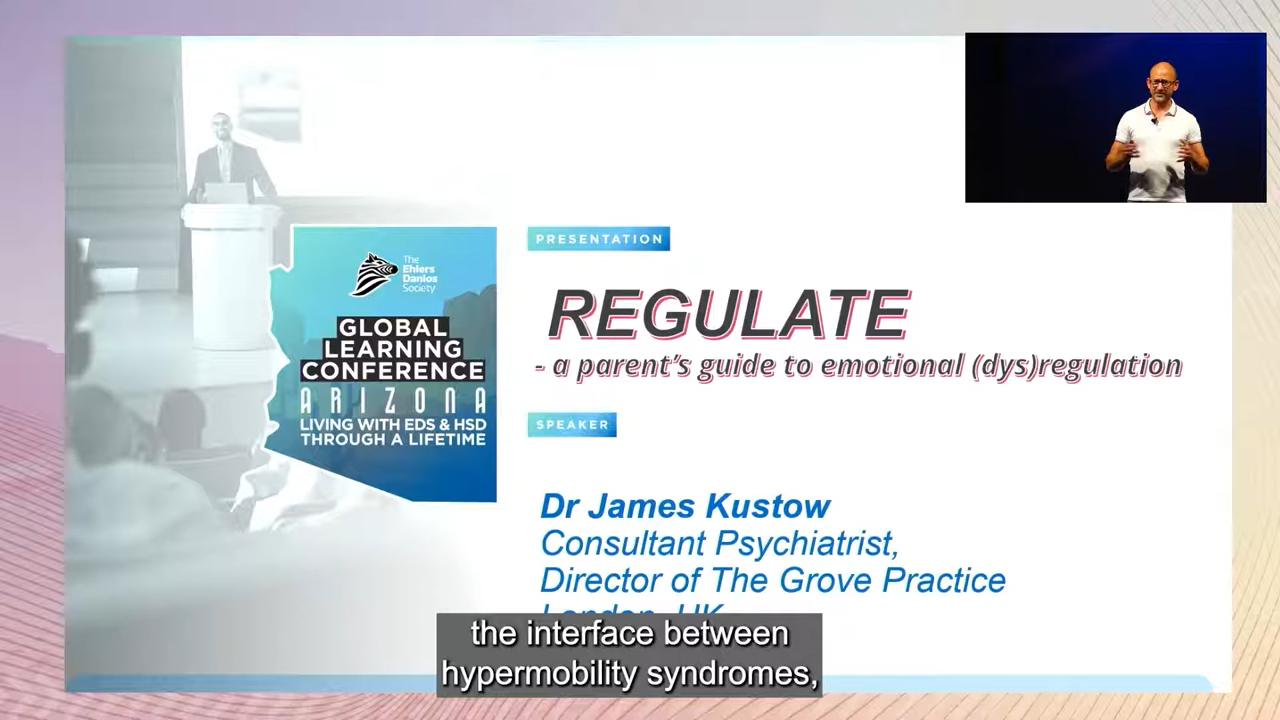 The
Ehlers
Danlos
Society
GLOBAL
LEARNING
CONFERENCE
ARIZONA
LIVING WITH EDS & HSD
THROUGH A LIFETIME
PRESENTATION
REGULATE
- a parent's guide to emotional (dys)regulation
SPEAKER
Dr James Kustow
Consultant Psychiatrist,
Director of The Grove Practice
London, UK
the interface between
hypermobility syndromes,